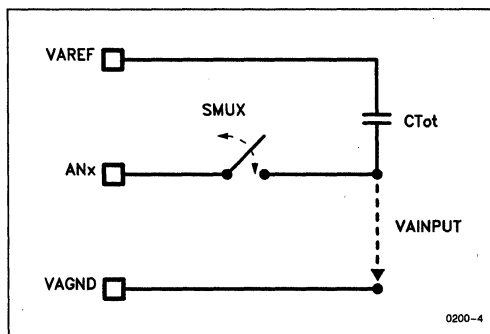 VAREF
SMUX
CTot
ANx
VAINPUT
VAGND
0200-4